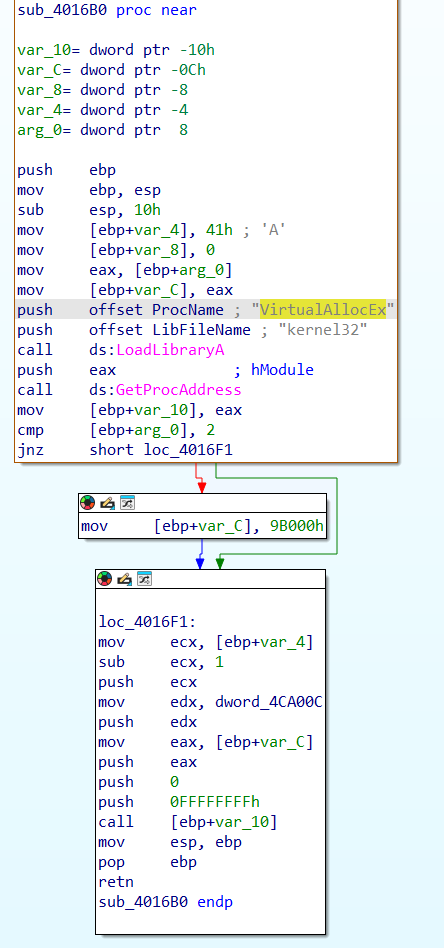 sub_4016B0 proc near
var_10= dword ptr -10h
var_C= dword ptr -0Ch
var_8= dword ptr -8
var_4= dword ptr -4
arg_0= dword ptr  8
push    ebp
mov     ebp, esp
sub     esp, 10h
mov     [ebp+var_4], 41h ; 'A'
mov     [ebp+var_8], 0
mov     eax, [ebp+arg_0]
mov     [ebp+var_C], eax
push    offset ProcName ; "VirtualAllocEx"
push    offset LibFileName ; "kernel32"
call    ds:LoadLibraryA
push    eax             ; hModule
call    ds:GetProcAddress
mov     [ebp+var_10], eax
cmp     [ebp+arg_0], 2
jnz     short loc_4016F1
mov     [ebp+var_C], 9B000h
loc_4016F1:
mov     ecx, [ebp+var_4]
sub     ecx, 1
push    ecx
mov     edx, dword_4CA00C
push    edx
mov     eax, [ebp+var_C]
push    eax
push    0
push    0FFFFFFFFh
call    [ebp+var_10]
mov     esp, ebp
pop     ebp
retn
sub_4016B0 endp